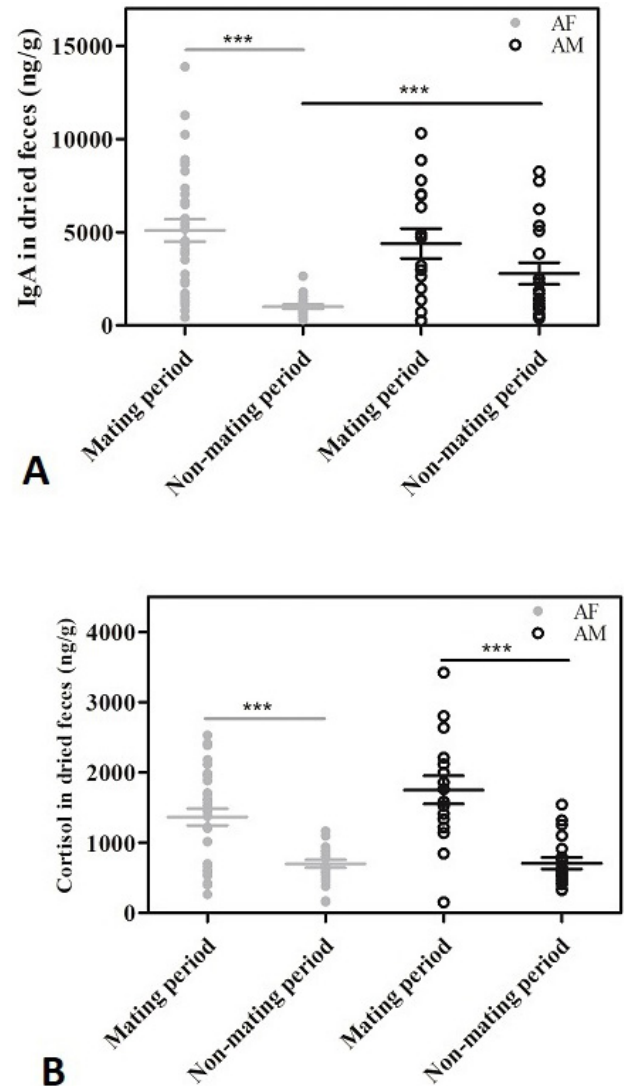 IgA in dried feces (ng/g)
15000
10000
5000
0
***
***
AF
AM
Mating period
Non-mating period
Mating period
Non-mating period
A
Cortisol in dried feces (ng/g)
4000
3000
2000
1000
0
***
***
AF
AM
Mating period
Non-mating period
Mating period
Non-mating period
B